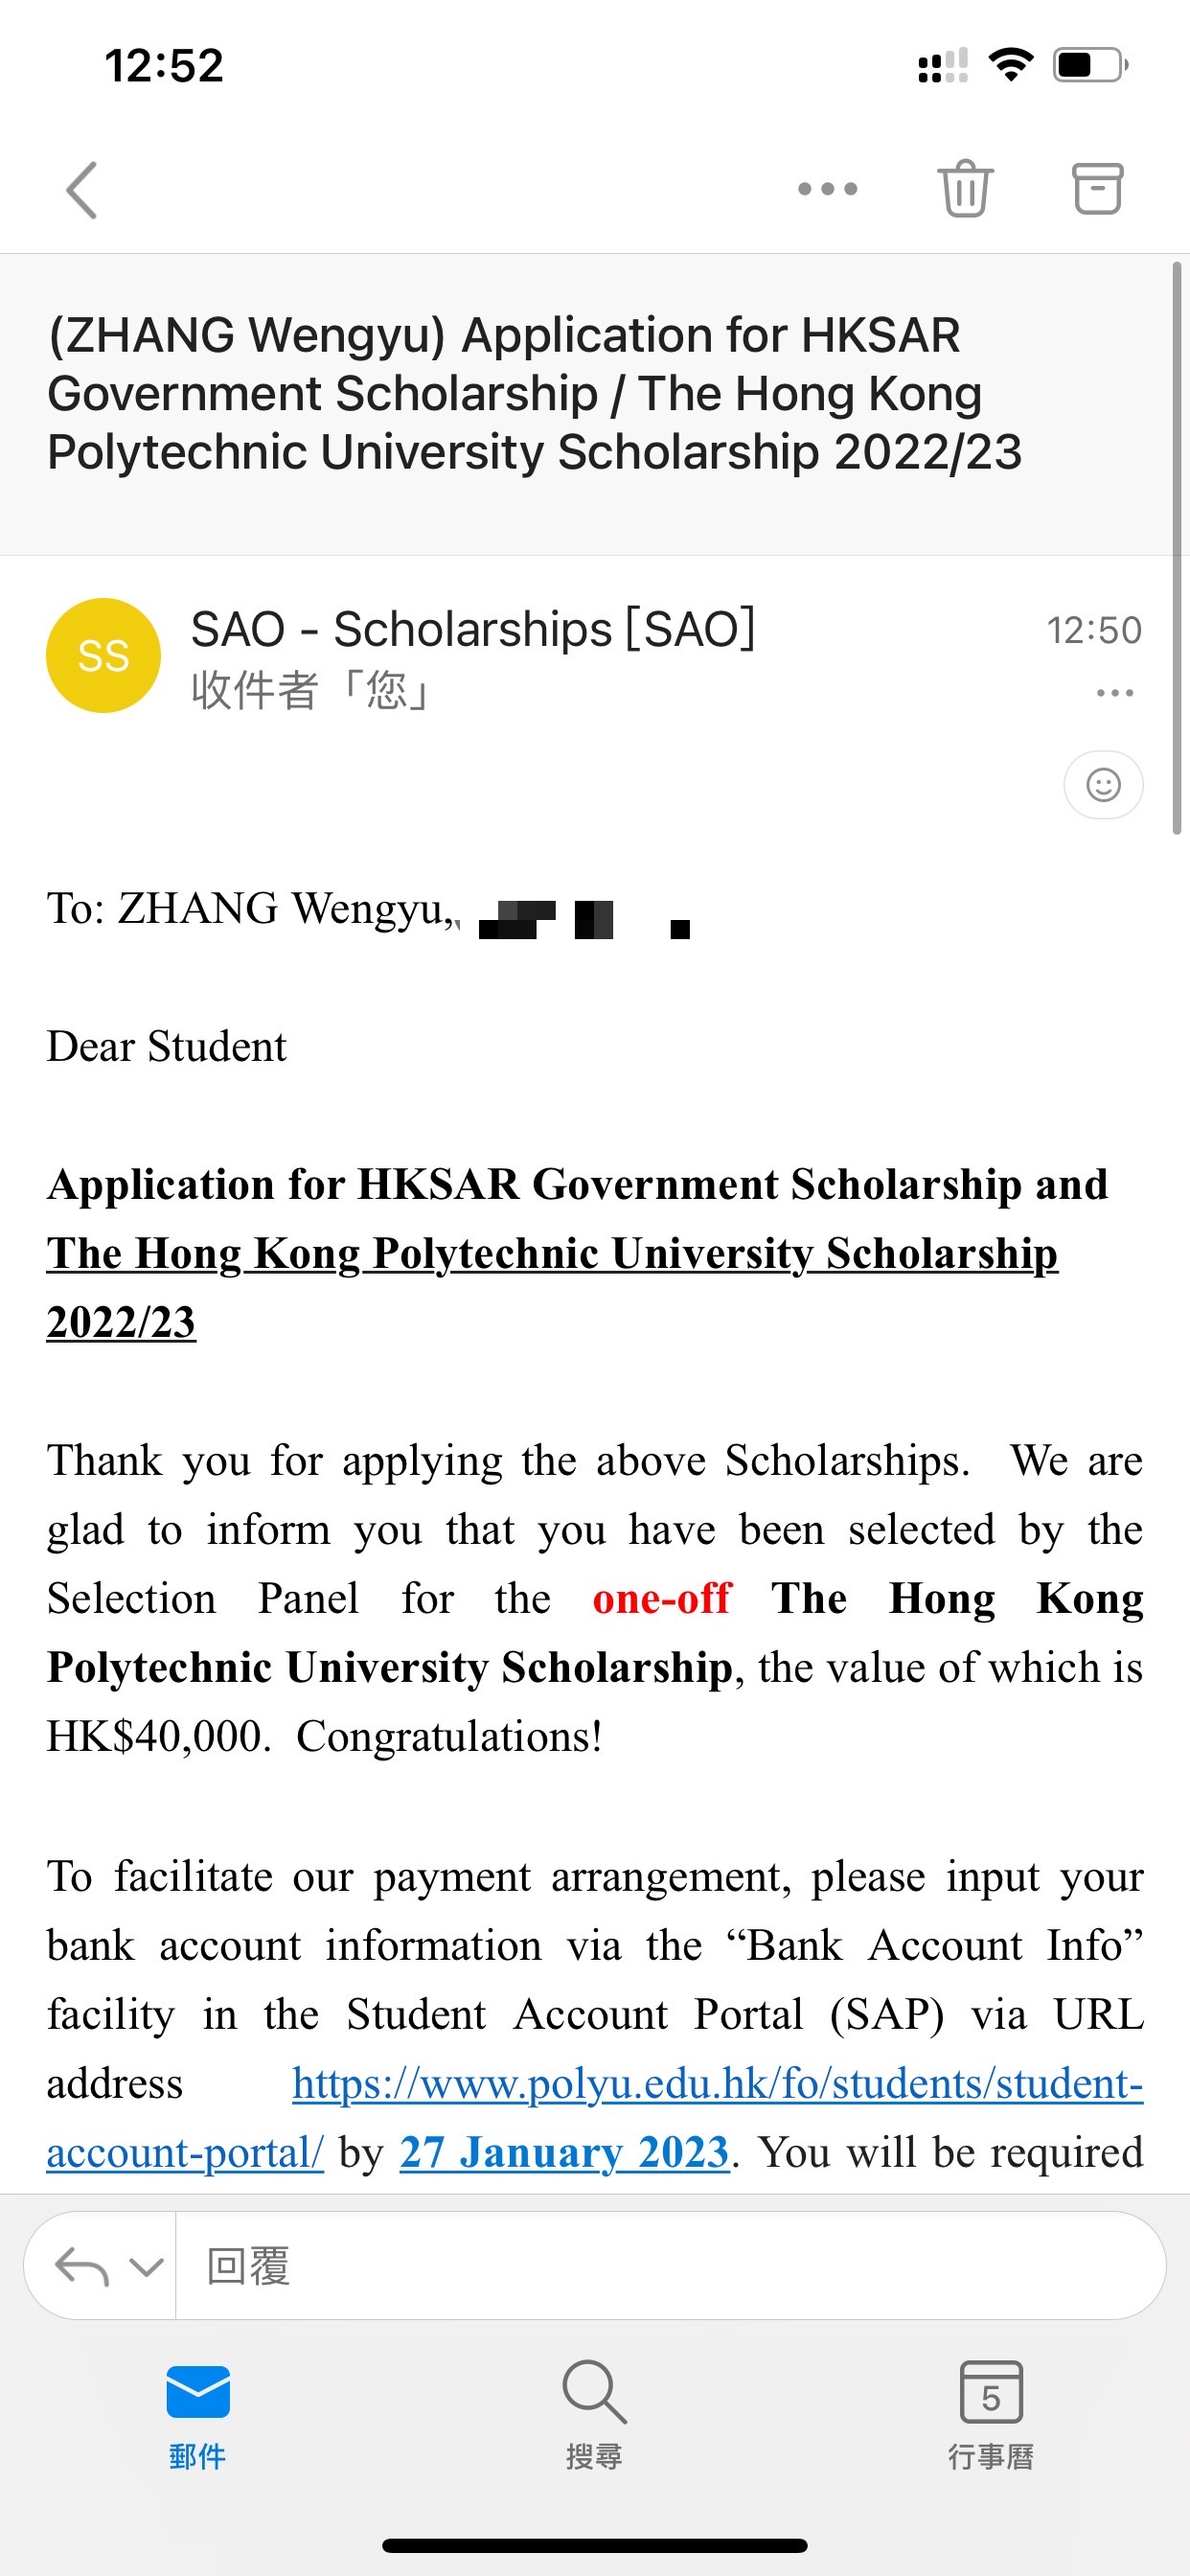 12:52
(ZHANG Wengyu) Application for HKSAR
Government Scholarship / The Hong Kong
Polytechnic University Scholarship 2022/23
SS
SAO - Scholarships [SAO]
12:50
收件者「您」
To: ZHANG Wengyu,
Dear Student
Application for HKSAR Government Scholarship and
The Hong Kong Polytechnic University Scholarship
2022/23
Thank you for applying the above Scholarships. We are
glad to inform you that you have been selected by the
Selection Panel for the one-off The Hong Kong
Polytechnic University Scholarship, the value of which is
HK$40,000. Congratulations!
To facilitate our payment arrangement, please input your
bank account information via the “Bank Account Info”
facility in the Student Account Portal (SAP) via URL
address https://www.polyu.edu.hk/fo/students/student-
account-portal/ by 27 January 2023. You will be required
回覆
5
郵件
搜尋
行事曆